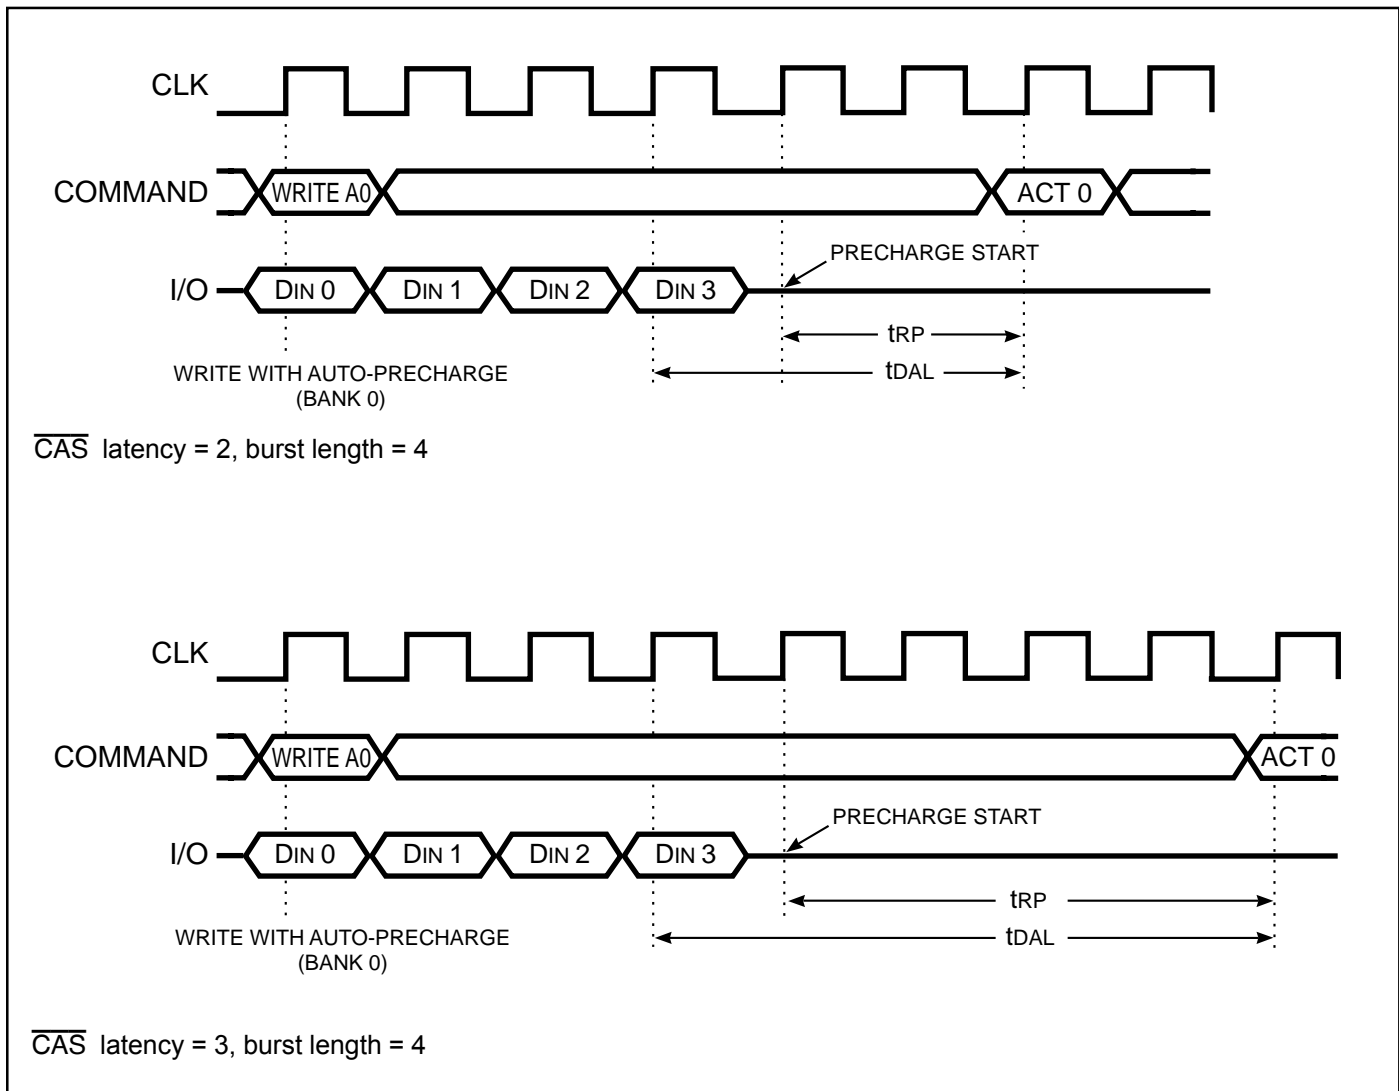 CLK
COMMAND
WRITE A0
ACT 0
I/O
DIN 0
DIN 1
DIN 2
DIN 3
PRECHARGE START
tRP
tDAL
WRITE WITH AUTO-PRECHARGE
(BANK 0)
CAS latency = 2, burst length = 4
CLK
COMMAND
WRITE A0
ACT 0
I/O
DIN 0
DIN 1
DIN 2
DIN 3
PRECHARGE START
tRP
tDAL
WRITE WITH AUTO-PRECHARGE
(BANK 0)
CAS latency = 3, burst length = 4